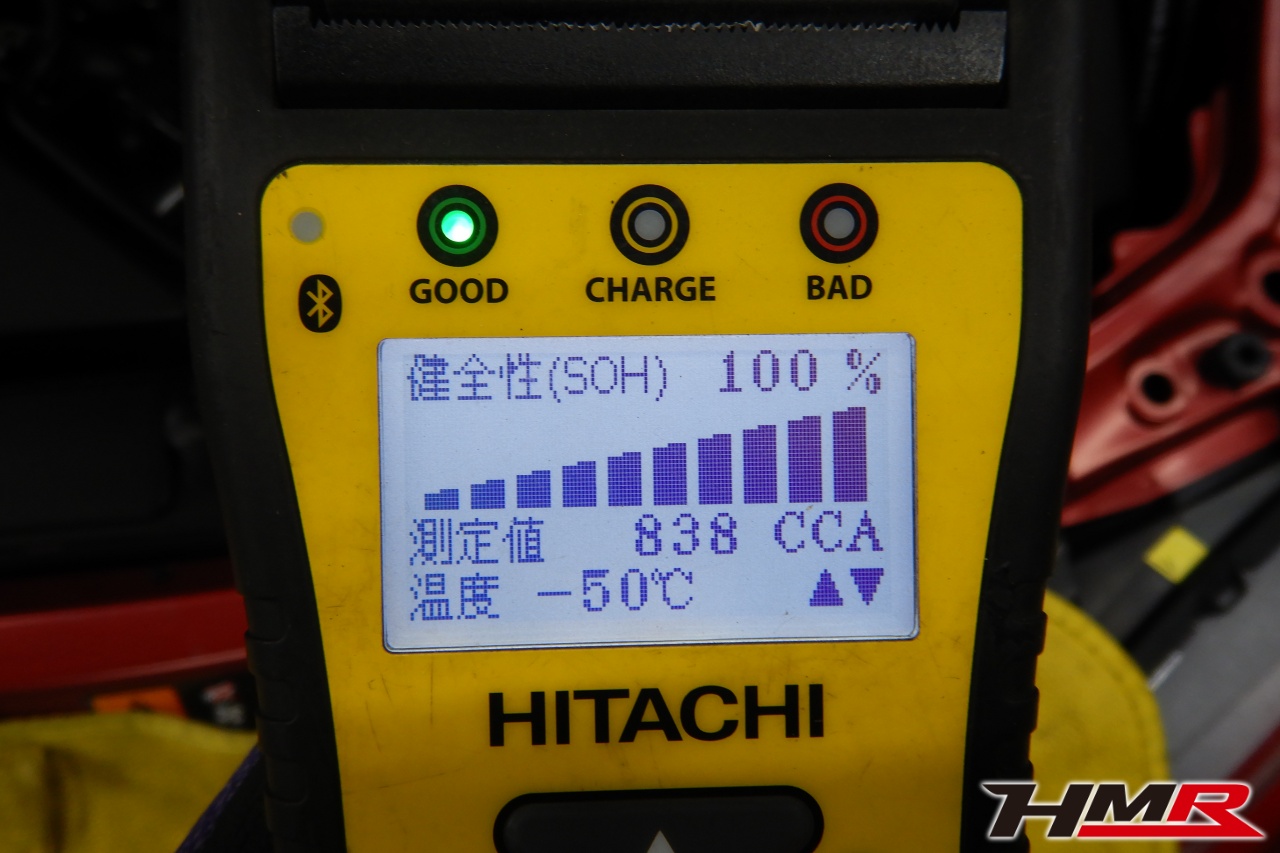 GOOD CHARGE BAD
健全性(SOH) 100 %
測定値 838 CCA
温度 -50℃ ▲▼
HITACHI
HMR